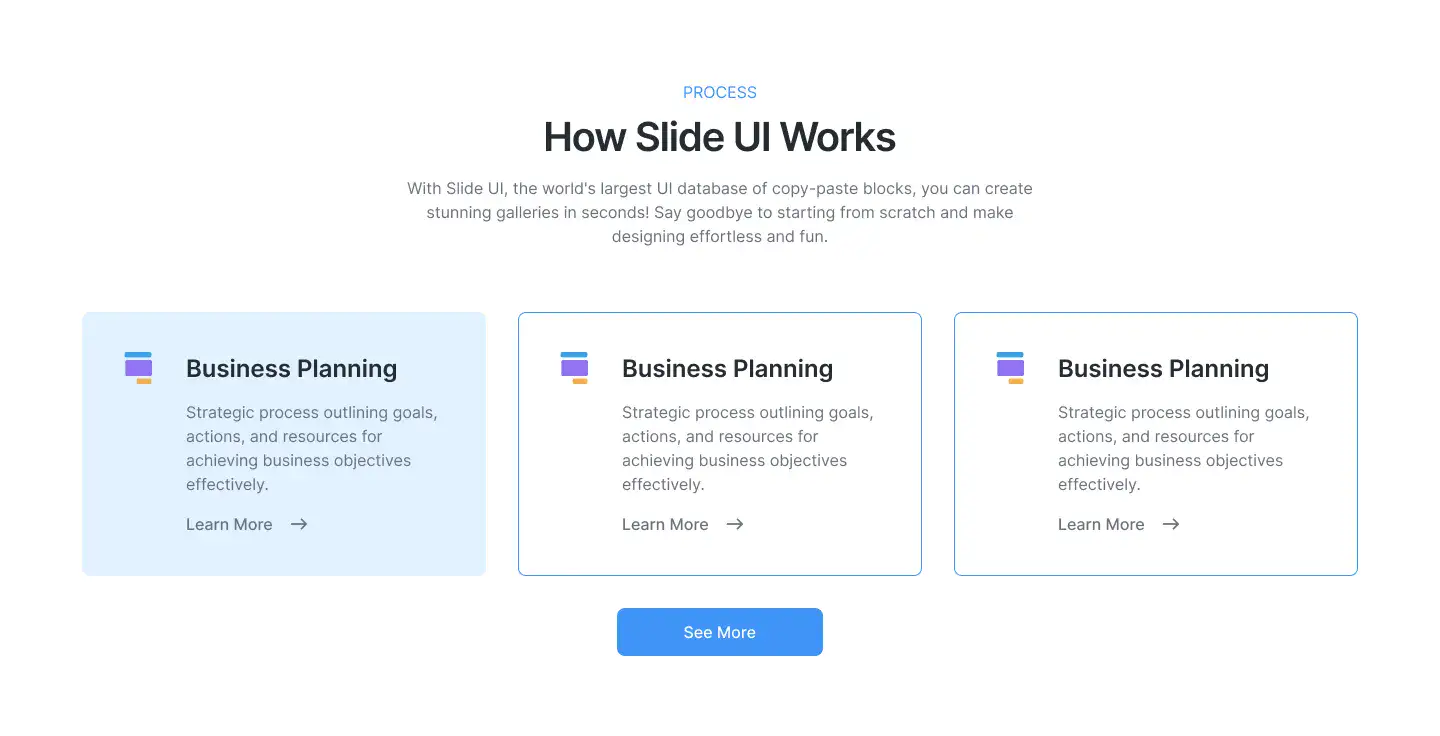 PROCESS
How Slide UI Works
With Slide UI, the world's largest UI database of copy-paste blocks, you can create
stunning galleries in seconds! Say goodbye to starting from scratch and make
designing effortless and fun.
Business Planning
Strategic process outlining goals,
actions, and resources for
achieving business objectives
effectively.
Learn More
Business Planning
Strategic process outlining goals,
actions, and resources for
achieving business objectives
effectively.
Learn More
Business Planning
Strategic process outlining goals,
actions, and resources for
achieving business objectives
effectively.
Learn More
See More